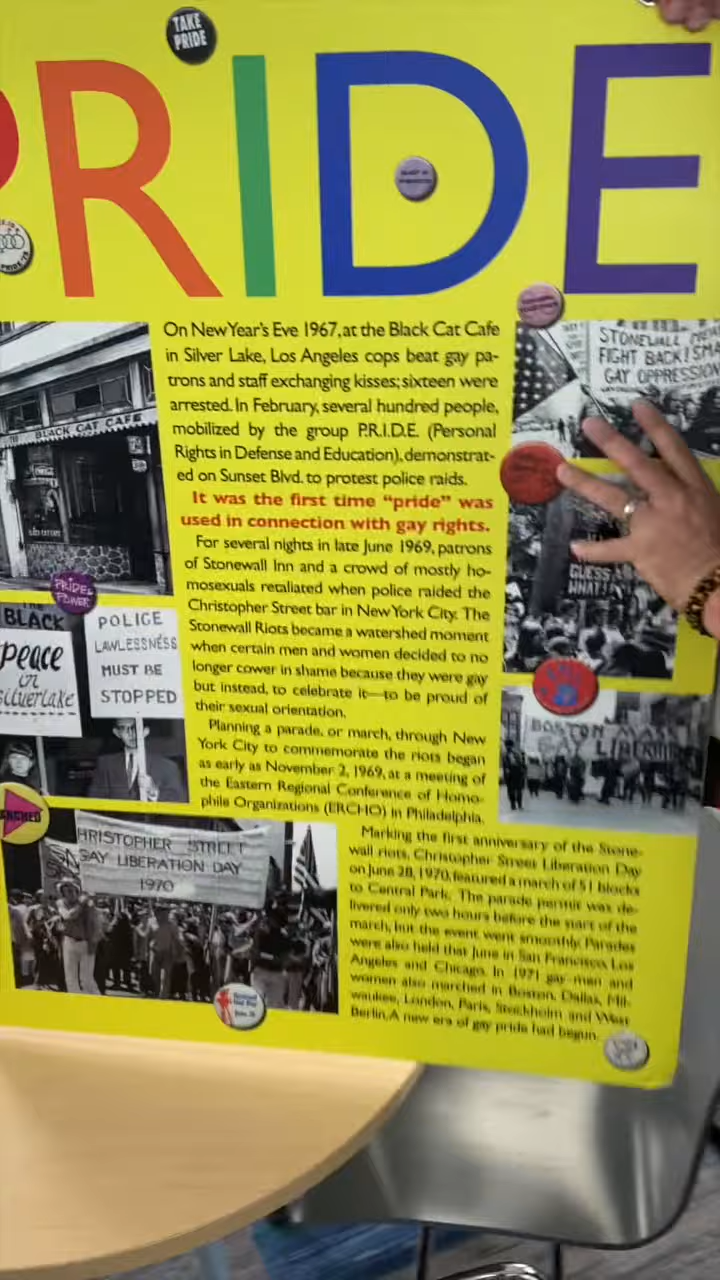 TAKE
PRIDE
PRIDE
PRIDE
On New Year's Eve 1967, at the Black Cat Cafe
in Silver Lake, Los Angeles cops beat gay pa-
trons and staff exchanging kisses; sixteen were
arrested. In February, several hundred people,
mobilized by the group P.R.I.D.E. (Personal
Rights in Defense and Education), demonstrat-
ed on Sunset Blvd. to protest police raids.
It was the first time "pride" was
used in connection with gay rights.
For several nights in late June 1969, patrons
of Stonewall Inn and a crowd of mostly ho-
mosexuals retaliated when police raided the
Christopher Street bar in New York City. The
Stonewall Riots became a watershed moment
when certain men and women decided to no
longer cower in shame because they were gay
but instead, to celebrate it—to be proud of
their sexual orientation.
Planning a parade, or march, through New
York City to commemorate the riots began
as early as November 2, 1969, at a meeting of
the Eastern Regional Conference of Homo-
phile Organizations (ERCHO) in Philadelphia.
Marking the first anniversary of the Stone-
wall riots, Christopher Street Liberation Day
on June 28, 1970, featured a march of 51 blocks
to Central Park. The parade permit was de-
livered only two hours before the start of the
march, but the event went smoothly. Parades
were also held that June in San Francisco, Los
Angeles and Chicago. In 1971 gay men and
women also marched in Boston, Dallas, Mil-
waukee, London, Paris, Stockholm and West
Berlin. A new era of gay pride had begun.
BLACK CAT CAFE
PRIDE &
POWER
BLACK
peace
in
silverlake
POLICE
LAWLESSNESS
MUST BE
STOPPED
HRISTOPHER STREET
GAY LIBERATION DAY
1970
STONEWALL
FIGHT BACK! SMA
GAY OPPRESSION
GUESS
WHAT!
BOSTON
GAY